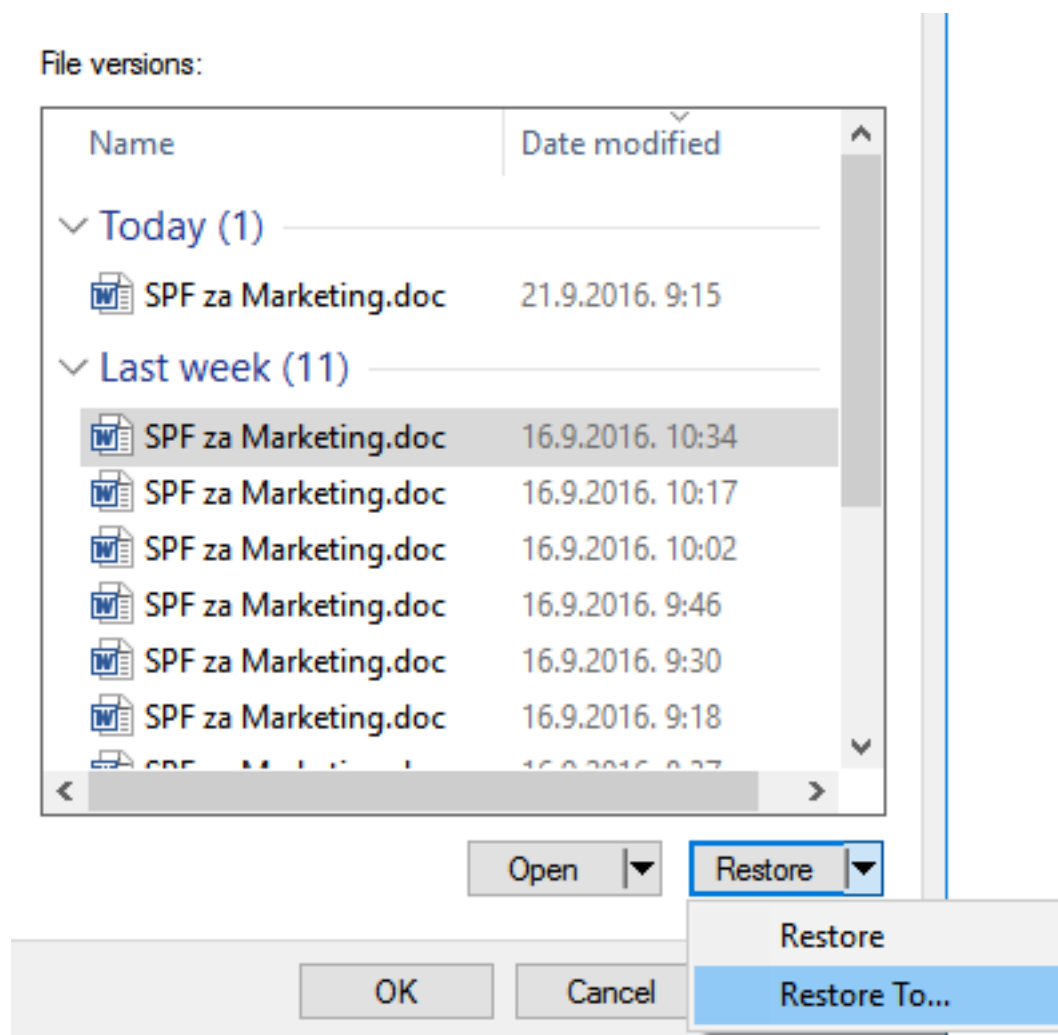 File versions:
Name Date modified
Today (1)
SPF za Marketing.doc 21.9.2016. 9:15
Last week (11)
SPF za Marketing.doc 16.9.2016. 10:34
SPF za Marketing.doc 16.9.2016. 10:17
SPF za Marketing.doc 16.9.2016. 10:02
SPF za Marketing.doc 16.9.2016. 9:46
SPF za Marketing.doc 16.9.2016. 9:30
SPF za Marketing.doc 16.9.2016. 9:18
Open Restore
Restore
OK Cancel Restore To...